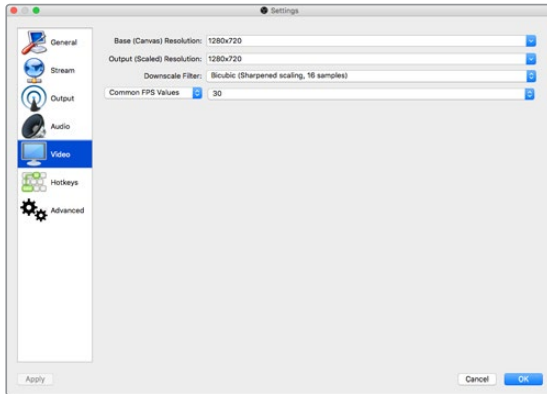 Settings
General
Stream
Output
Audio
Video
Hotkeys
Advanced
Base (Canvas) Resolution: 1280x720
Output (Scaled) Resolution: 1280x720
Downscale Filter: Bicubic (Sharpened scaling, 16 samples)
Common FPS Values 30
Apply
Cancel
OK